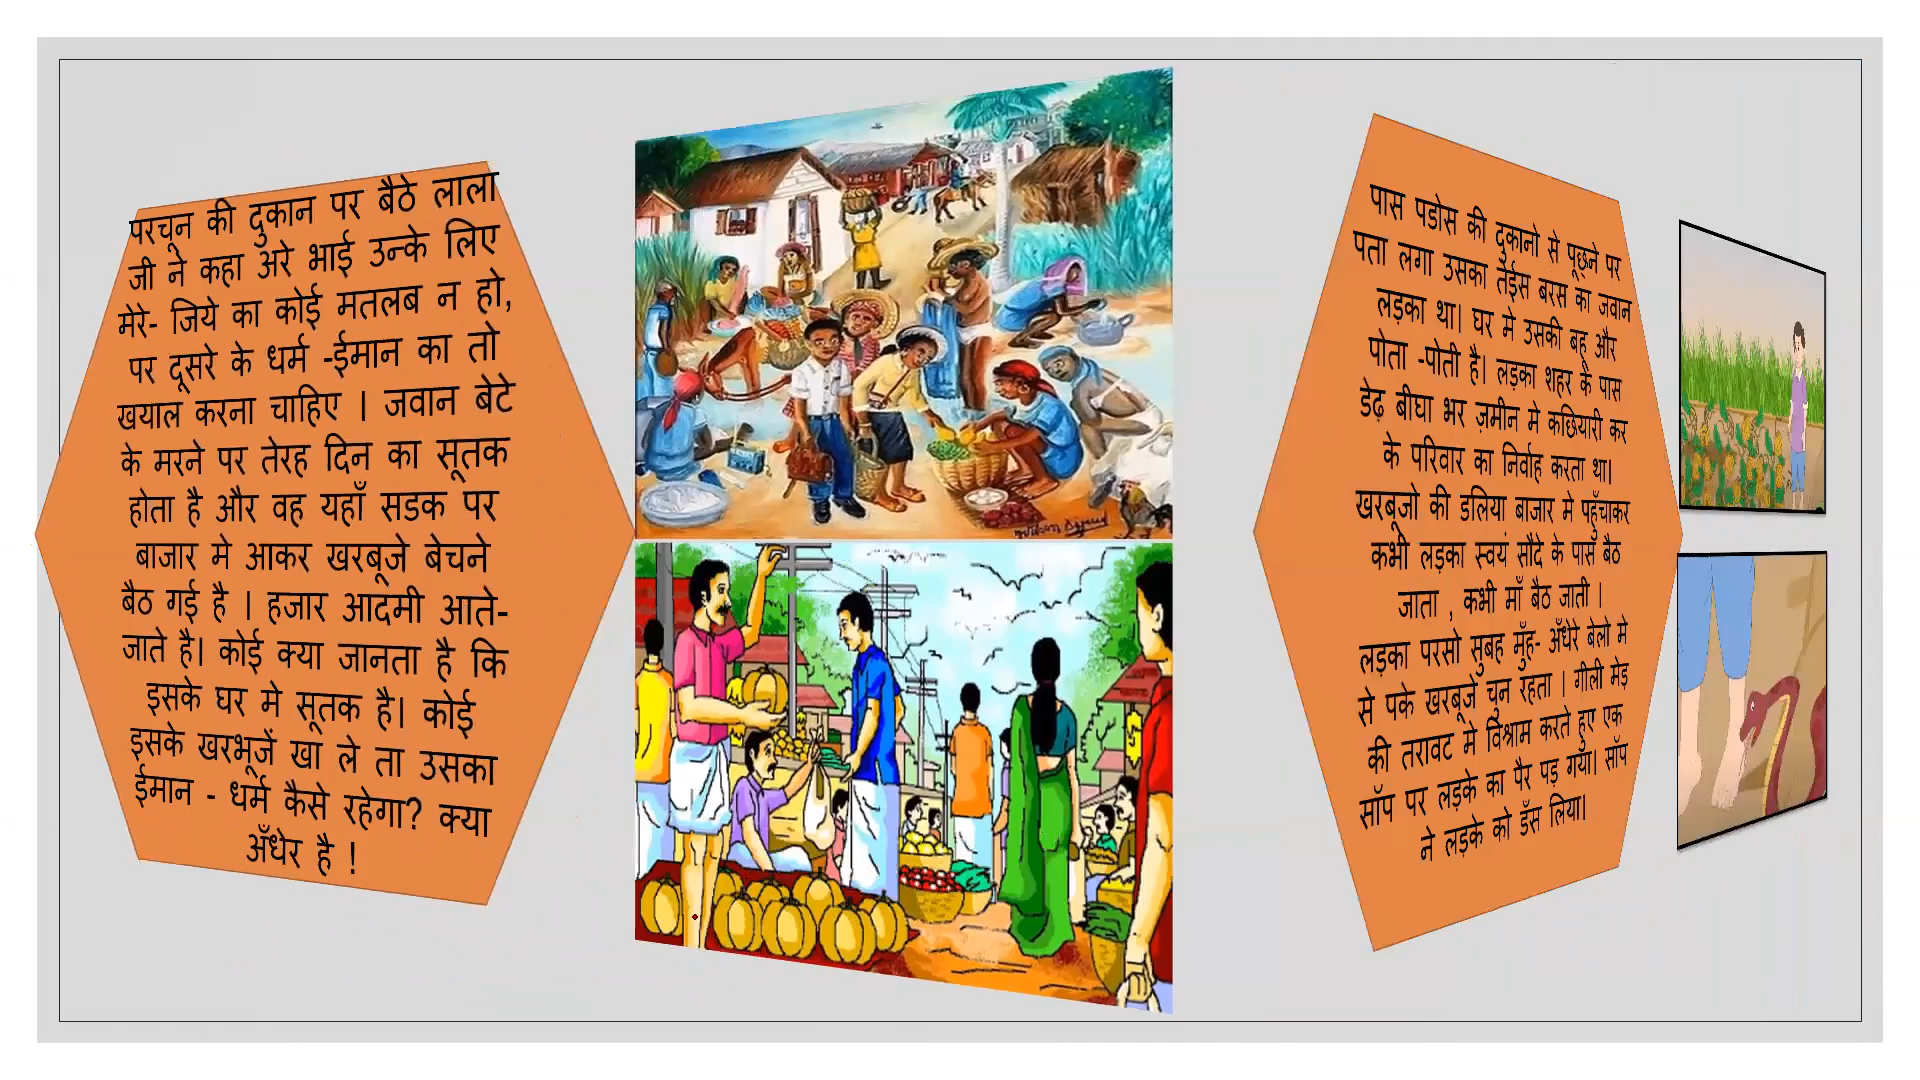 परचून की दुकान पर बैठे लाला
जी ने कहा अरे भाई उन्के लिए
मेरे- जिये का कोई मतलब न हो,
पर दूसरे के धर्म -ईमान का तो
खयाल करना चाहिए । जवान बेटे
के मरने पर तेरह दिन का सूतक
होता है और वह यहाँ सडक पर
बाजार मे आकर खरबूजे बेचने
बैठ गई है । हजार आदमी आते-
जाते है। कोई क्या जानता है कि
इसके घर मे सूतक है। कोई
इसके खरभूजें खा ले ता उसका
ईमान - धर्म कैसे रहेगा? क्या
अँधेर है !
पास पडोस की दुकानो से पूछने पर
पता लगा उसका तेईस बरस का जवान
लड़का था। घर मे उसकी बहू और
पोता -पोती है। लड़का शहर के पास
डेढ़ बीघा भर ज़मीन मे कछियारी कर
के परिवार का निर्वाह करता था।
खरबूजो की डलिया बाजार मे पहुँचाकर
कभी लड़का स्वयं सौदे के पास बैठ
जाता , कभी माँ बैठ जाती ।
लड़का परसो सुबह मुँह- अँधेरे बेलो मे
से पके खरबूजे चुन रहता । गीली मेड़
की तरावट मे विश्राम करते हुए एक
साँप पर लड़के का पैर पड़ गया। साँप
ने लड़के को डँस लिया।